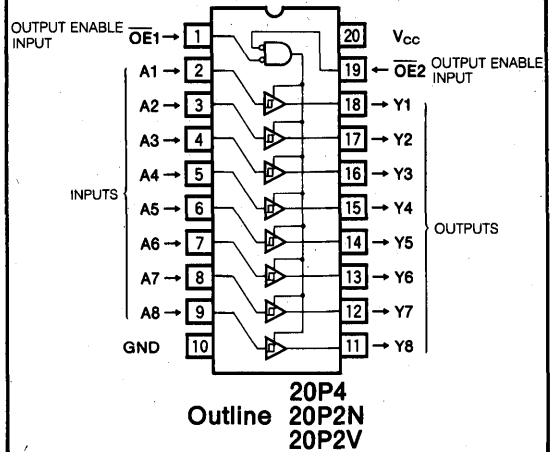 OUTPUT ENABLE INPUT OE1 → 1
A1 → 2
A2 → 3
A3 → 4
A4 → 5
A5 → 6
A6 → 7
A7 → 8
A8 → 9
GND 10
INPUTS
20 Vcc
19 ← OE2 OUTPUT ENABLE INPUT
18 → Y1
17 → Y2
16 → Y3
15 → Y4
14 → Y5
13 → Y6
12 → Y7
11 → Y8
OUTPUTS
20P4
Outline 20P2N
20P2V